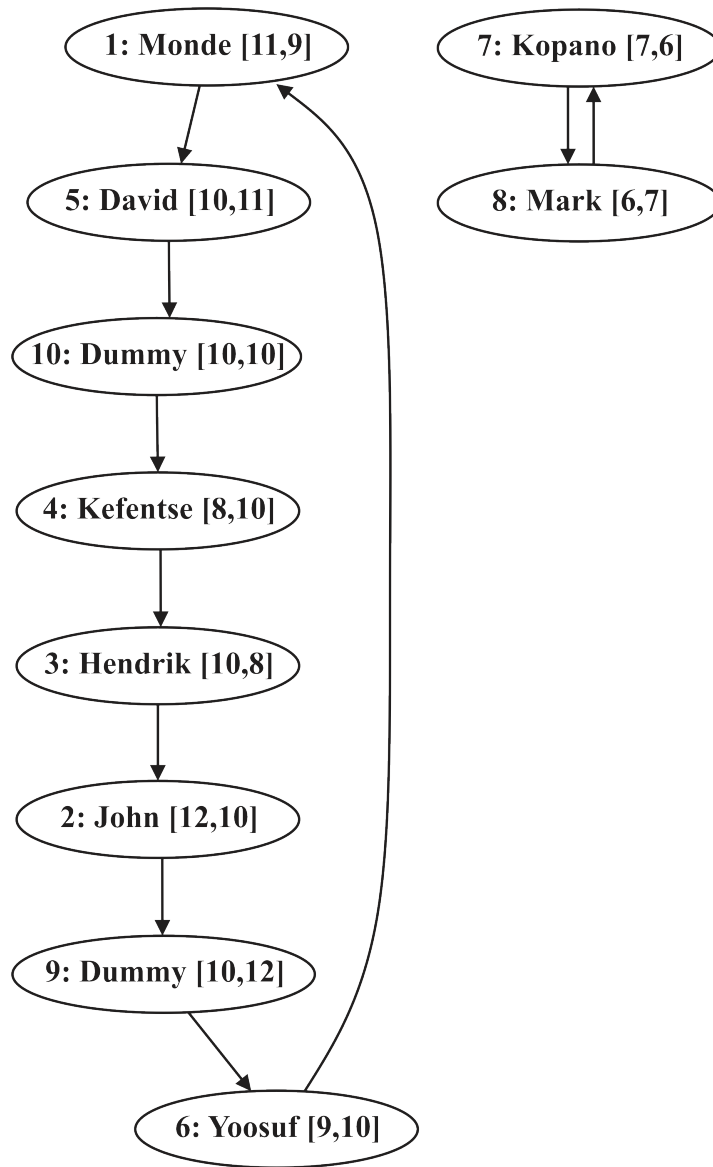 1: Monde [11,9]
7: Kopano [7,6]
5: David [10,11]
8: Mark [6,7]
10: Dummy [10,10]
4: Kefentse [8,10]
3: Hendrik [10,8]
2: John [12,10]
9: Dummy [10,12]
6: Yoosuf [9,10]